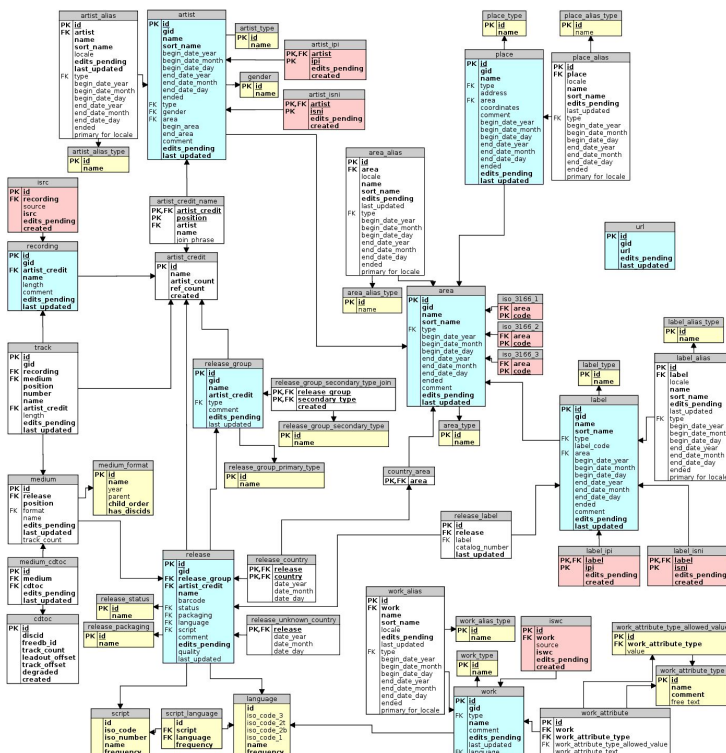 artist_alias
PK id
FK artist
name
sort_name
locale
edits_pending
last_updated
FK type
begin_date_year
begin_date_month
begin_date_day
end_date_year
end_date_month
end_date_day
ended
primary for locale
artist
PK id
gid
name
sort_name
begin_date_year
begin_date_month
begin_date_day
end_date_year
end_date_month
end_date_day
ended
FK type
FK gender
FK area
FK begin_area
FK end_area
comment
edits_pending
last_updated
artist_type
PK id
name
artist_ipi
PK,FK artist
PK ipi
edits_pending
created
gender
PK id
name
artist_isni
PK,FK artist
PK isni
edits_pending
created
artist_alias_type
PK id
name
place_type
PK id
name
place_alias_type
PK id
name
place
PK id
gid
name
FK type
address
FK area
coordinates
comment
edits_pending
last_updated
begin_date_year
begin_date_month
begin_date_day
end_date_year
end_date_month
end_date_day
ended
place_alias
PK id
FK place
locale
name
sort_name
edits_pending
last_updated
FK type
begin_date_year
begin_date_month
begin_date_day
end_date_year
end_date_month
end_date_day
ended
primary for locale
isrc
PK id
FK recording
source
isrc
edits_pending
created
recording
PK id
gid
FK artist_credit
name
length
comment
edits_pending
last_updated
artist_credit_name
PK,FK artist_credit
PK position
FK artist
name
join phrase
artist_credit
PK id
name
artist_count
ref_count
created
area_alias
PK id
FK area
locale
name
sort_name
edits_pending
last_updated
FK type
begin_date_year
begin_date_month
begin_date_day
end_date_year
end_date_month
end_date_day
ended
primary for locale
area_alias_type
PK id
name
url
PK id
gid
url
edits_pending
last_updated
area
PK id
gid
name
sort_name
FK type
begin_date_year
begin_date_month
begin_date_day
end_date_year
end_date_month
end_date_day
ended
comment
edits_pending
last_updated
iso_3166_1
FK area
PK code
iso_3166_2
FK area
PK code
iso_3166_3
FK area
PK code
area_type
PK id
name
country_area
PK,FK area
label_alias_type
PK id
name
label_type
PK id
name
label_alias
PK id
FK label
locale
name
sort_name
edits_pending
last_updated
FK type
begin_date_year
begin_date_month
begin_date_day
end_date_year
end_date_month
end_date_day
ended
primary for locale
label
PK id
gid
name
sort_name
FK type
label_code
FK area
begin_date_year
begin_date_month
begin_date_day
end_date_year
end_date_month
end_date_day
ended
comment
edits_pending
last_updated
label_ipi
PK,FK label
PK ipi
edits_pending
created
label_isni
PK,FK label
PK isni
edits_pending
created
track
PK id
gid
FK recording
FK medium
position
number
name
FK artist_credit
length
edits_pending
last_updated
release_group
PK id
gid
name
FK artist_credit
FK type
comment
edits_pending
last_updated
release_group_secondary_type_join
PK,FK release_group
PK,FK secondary_type
created
release_group_secondary_type
PK id
name
release_group_primary_type
PK id
name
medium
PK id
FK release
position
FK format
name
edits_pending
last_updated
track_count
medium_format
PK id
name
year
FK parent
child_order
has_discids
medium_cdtoc
PK id
FK medium
FK cdtoc
edits_pending
last_updated
cdtoc
PK id
discid
freedb_id
track_count
leadout_offset
track_offset
degraded
created
release
PK id
gid
FK release_group
FK artist_credit
name
barcode
FK status
FK packaging
FK language
FK script
comment
edits_pending
quality
last_updated
release_status
PK id
name
release_packaging
PK id
name
release_country
PK,FK release
PK,FK country
date_year
date_month
date_day
release_unknown_country
PK,FK release
date_year
date_month
date_day
release_label
PK id
FK release
FK label
catalog_number
last_updated
script
PK id
iso_code
iso_number
name
frequency
script_language
PK id
FK script
FK language
frequency
language
PK id
iso_code_3
iso_code_2t
iso_code_2b
iso_code_1
name
frequency
work_alias
PK id
FK work
name
sort_name
locale
edits_pending
last_updated
FK type
begin_date_year
begin_date_month
begin_date_day
end_date_year
end_date_month
end_date_day
ended
primary for locale
work_alias_type
PK id
name
work_type
PK id
name
iswc
PK id
FK work
source
iswc
edits_pending
created
work
PK id
gid
FK type
name
comment
edits_pending
last_updated
FK language
work_attribute_type_allowed_value
PK id
FK work_attribute_type
value
work_attribute_type
PK id
name
comment
free text
work_attribute
PK id
FK work
FK work_attribute_type
FK work_attribute_type_allowed_value
work_attribute_text